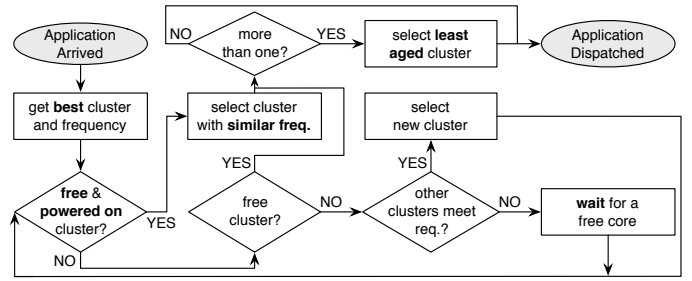 Application
Arrived
NO
more
than one?
YES
select least
aged cluster
Application
Dispatched
get best cluster
and frequency
select cluster
with similar freq.
select
new cluster
YES
YES
free &
powered on
cluster?
YES
free
cluster?
NO
other
clusters meet
req.?
NO
wait for a
free core
NO